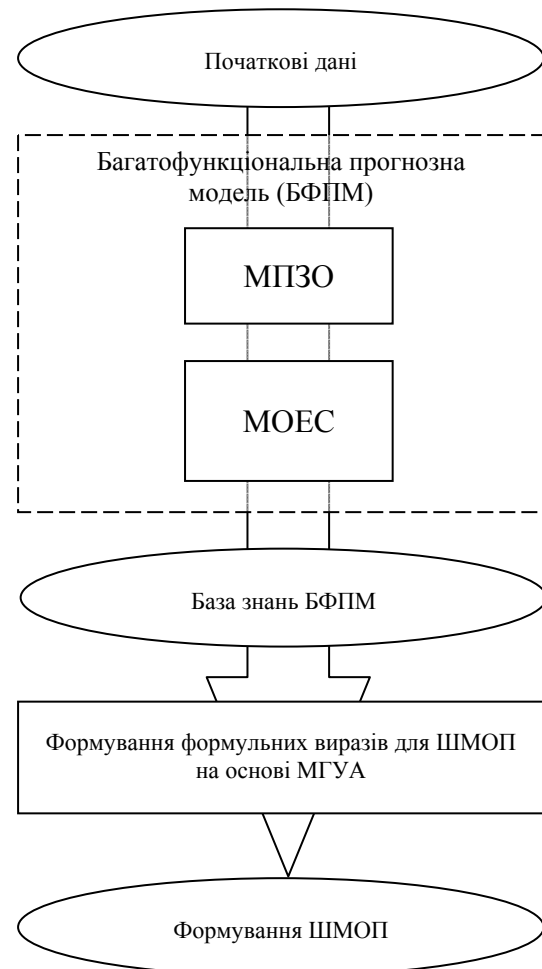 Початкові дані
Багатофункціональна прогнозна
модель (БФПМ)
МПЗО
МОЕС
База знань БФПМ
Формування формульних виразів для ШМОП
на основі МГУА
Формування ШМОП